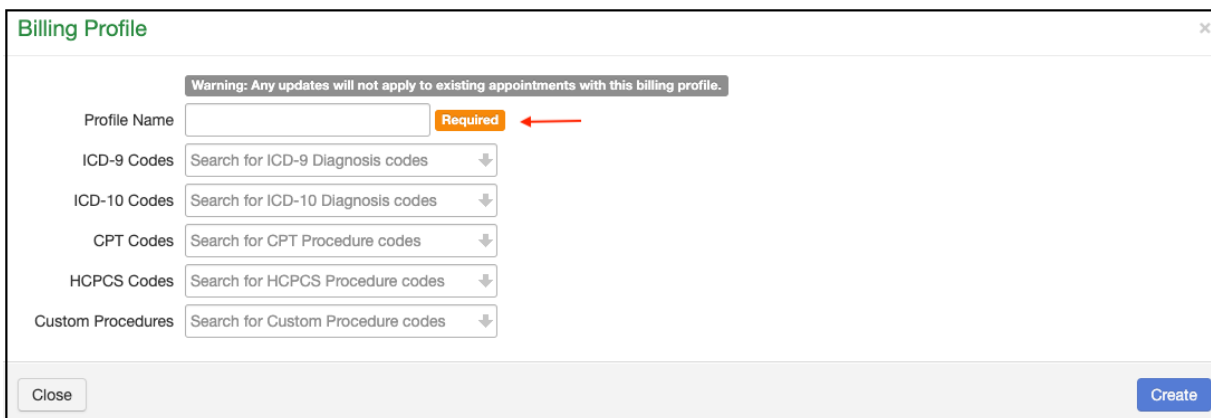 Billing Profile ×
Warning: Any updates will not apply to existing appointments with this billing profile.
Profile Name Required
ICD-9 Codes Search for ICD-9 Diagnosis codes
ICD-10 Codes Search for ICD-10 Diagnosis codes
CPT Codes Search for CPT Procedure codes
HCPCS Codes Search for HCPCS Procedure codes
Custom Procedures Search for Custom Procedure codes
Close Create